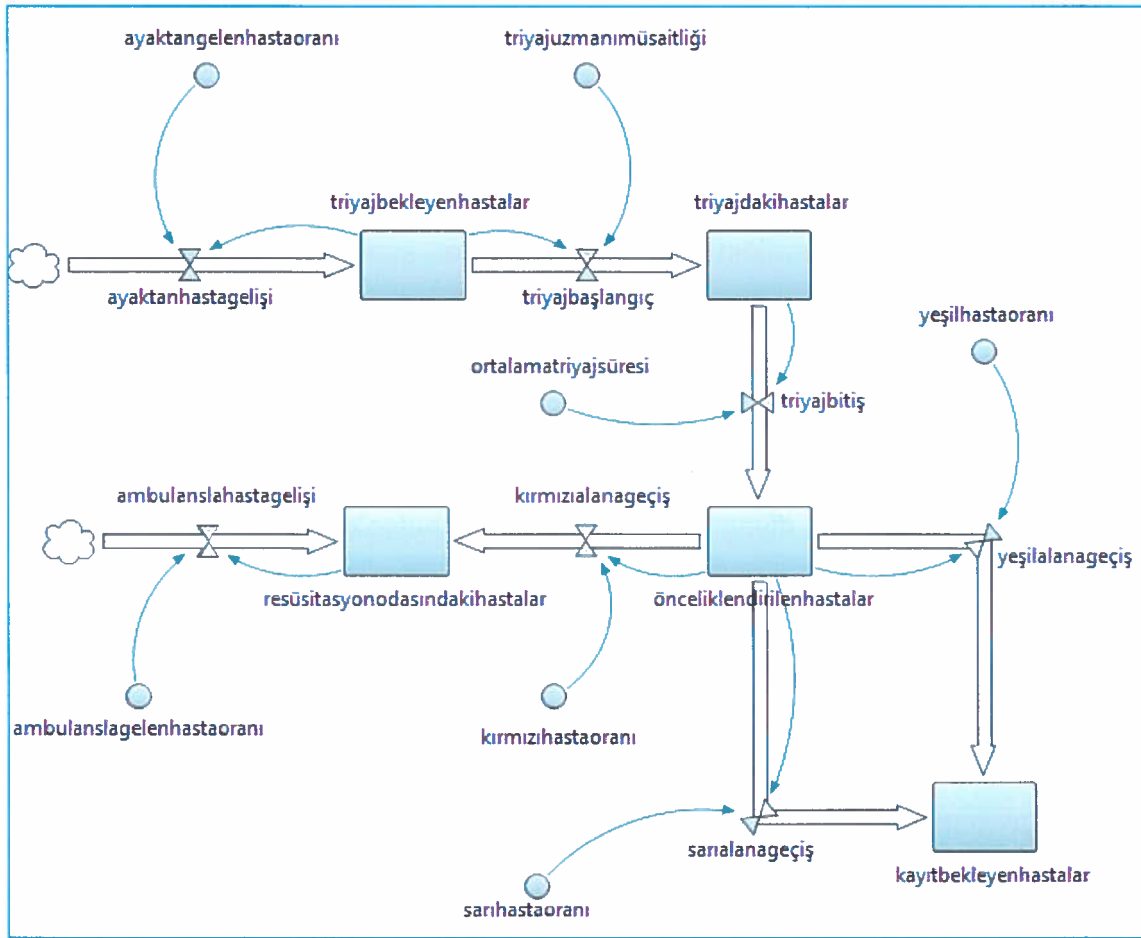 ayaktangelenhastaoranı
triyajuzmanımüsaitliği
triyajbekleyenhastalar
triyajdakihastalar
ayaktanhastagelişi
triyajbaşlangıç
yeşilhastaoranı
ortalamatriyajsüresi
triyajbitiş
ambulanslahastagelişi
kırmızıalanageçiş
yeşilalanageçiş
resüsitasyonodasındakihastalar
önceliklendirilenhastalar
ambulanslagelenhastaoranı
kırmızıhastaoranı
sarıalanageçiş
kayıtbekleyenhastalar
sarıhastaoranı